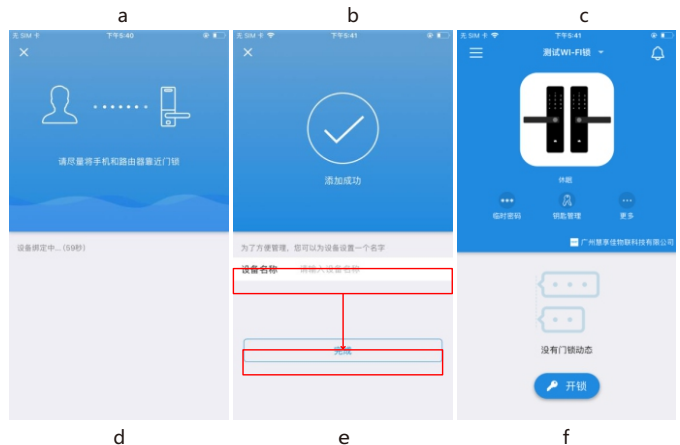 a
b
c
无 SIM 卡
下午5:40
无 SIM 卡
下午5:41
无 SIM 卡
下午5:41
测试WI-FI锁
请尽量将手机和路由器靠近门锁
添加成功
休眠
临时密码
钥匙管理
更多
广州慧享佳物联科技有限公司
设备绑定中...(59秒)
为了方便管理，您可以为设备设置一个名字
设备名称
请输入设备名称
完成
没有门锁动态
开锁
d
e
f